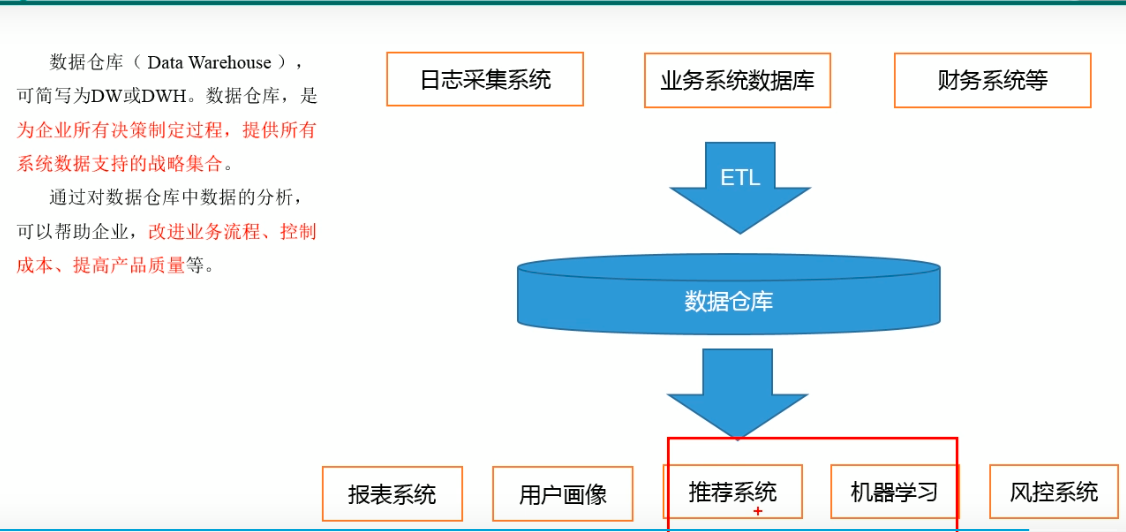 数据仓库（ Data Warehouse ），
可简写为DW或DWH。数据仓库，是
为企业所有决策制定过程，提供所有
系统数据支持的战略集合。
通过对数据仓库中数据的分析，
可以帮助企业，改进业务流程、控制
成本、提高产品质量等。
日志采集系统
业务系统数据库
财务系统等
ETL
数据仓库
报表系统
用户画像
推荐系统
机器学习
风控系统